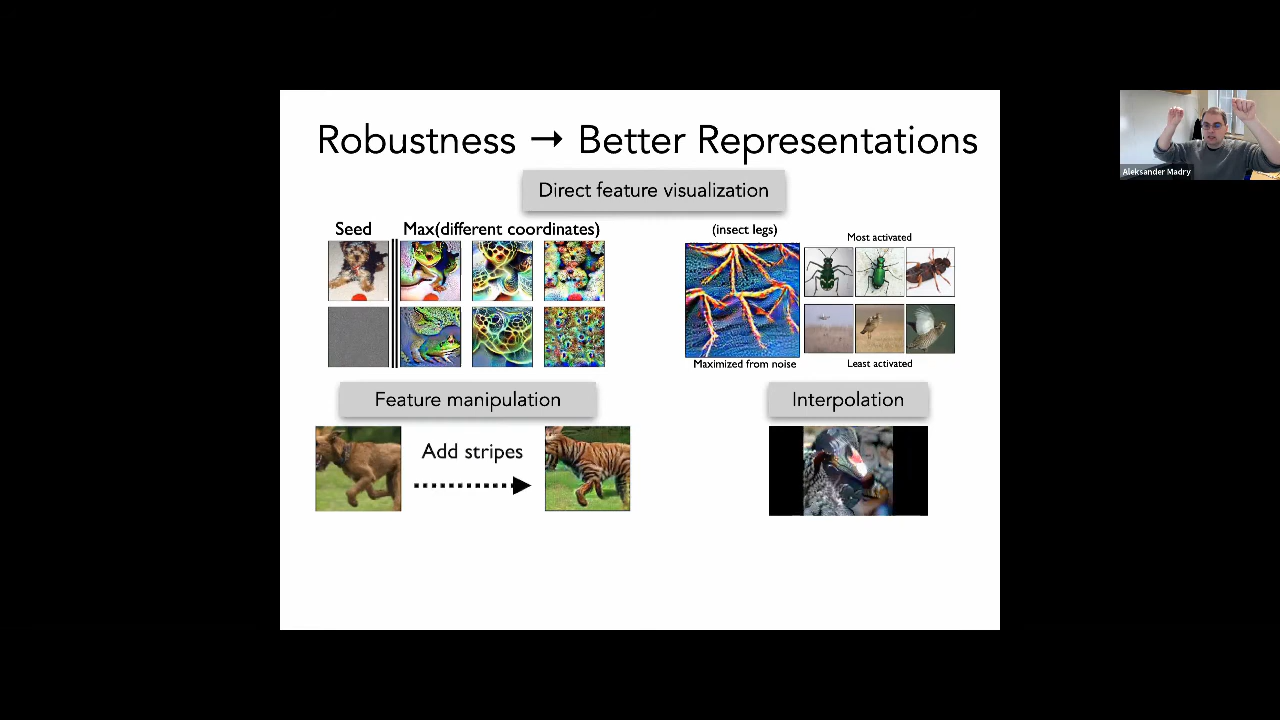 Robustness → Better Representations
Aleksander Madry
Direct feature visualization
Seed
Max(different coordinates)
(insect legs)
Most activated
Maximized from noise
Least activated
Feature manipulation
Interpolation
Add stripes